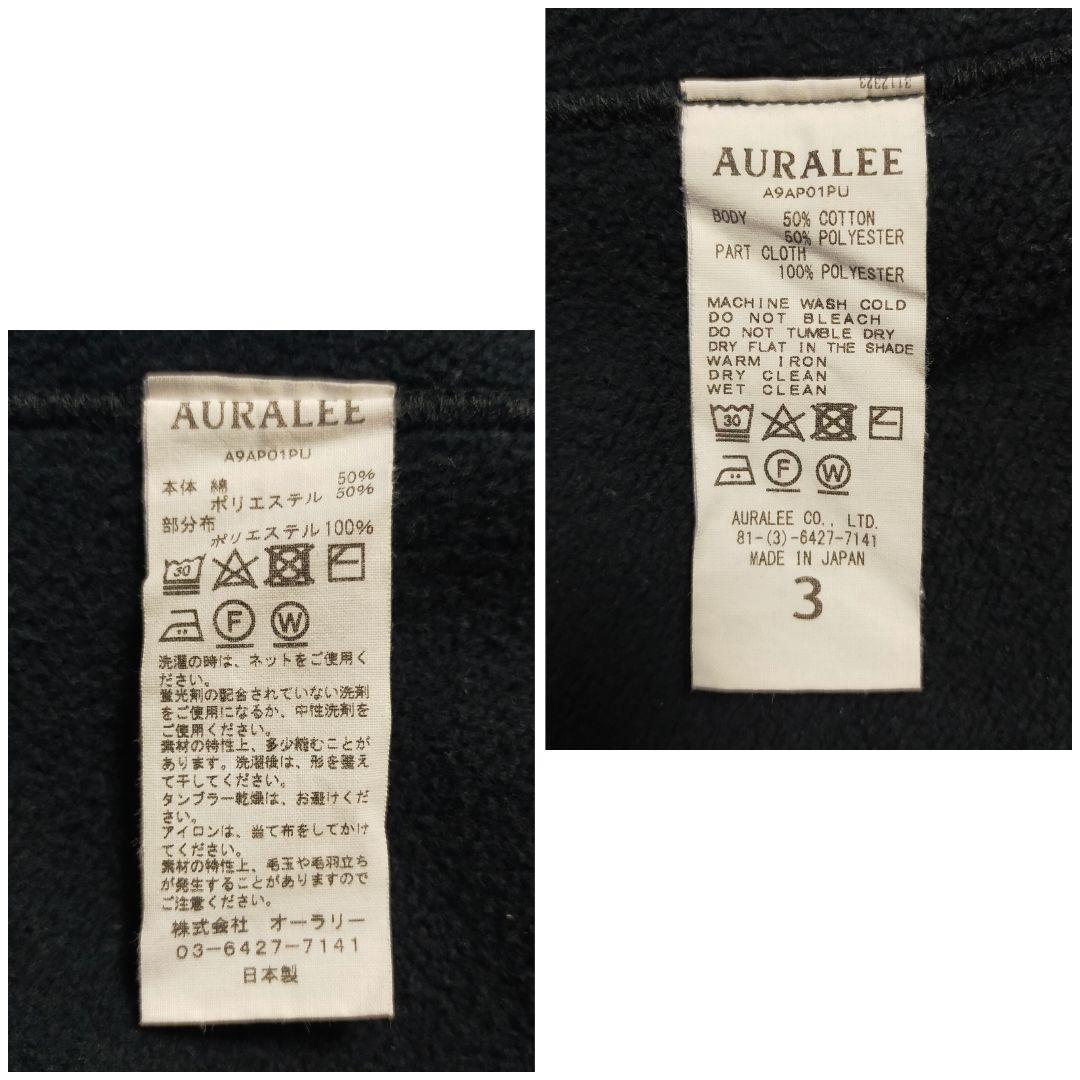 AURALEE
A9AP01PU
本体 綿 50%
ポリエステル 50%
部分布
ポリエステル 100%
30
F W
洗濯の時は、ネットをご使用く
ださい。
蛍光剤の配合されていない洗剤
をご使用になるか、中性洗剤を
ご使用ください。
素材の特性上、多少縮むことが
あります。洗濯後は、形を整え
て干してください。
タンブラー乾燥は、お避けくだ
さい。
アイロンは、当て布をしてかけ
てください。
素材の特性上、毛玉や毛羽立ち
が発生することがありますので
ご注意ください。
株式会社 オーラリー
03-6427-7141
日本製
3112323
AURALEE
A9AP01PU
BODY 50% COTTON
50% POLYESTER
PART CLOTH
100% POLYESTER
MACHINE WASH COLD
DO NOT BLEACH
DO NOT TUMBLE DRY
DRY FLAT IN THE SHADE
WARM IRON
DRY CLEAN
WET CLEAN
30
F W
AURALEE CO., LTD.
81-(3)-6427-7141
MADE IN JAPAN
3